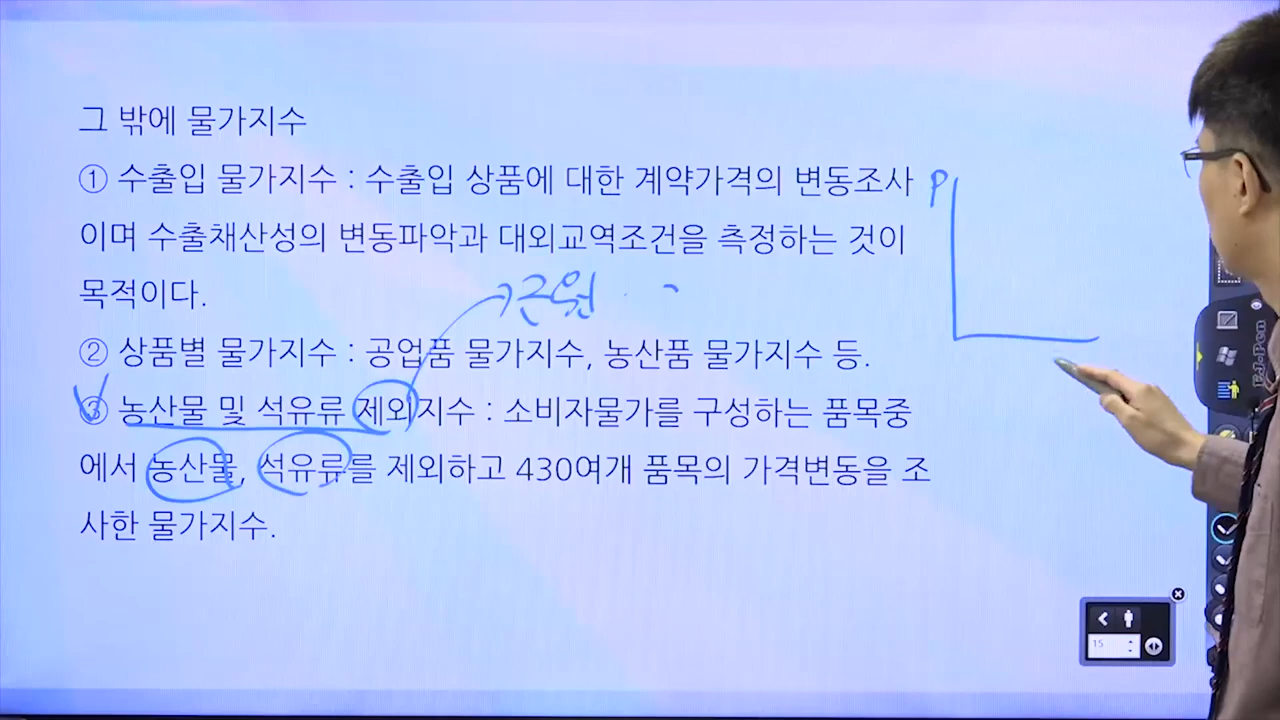 그 밖에 물가지수
① 수출입 물가지수 : 수출입 상품에 대한 계약가격의 변동조사
이며 수출채산성의 변동파악과 대외교역조건을 측정하는 것이
목적이다.
근원
② 상품별 물가지수 : 공업품 물가지수, 농산품 물가지수 등.
③ 농산물 및 석유류 제외지수 : 소비자물가를 구성하는 품목중
에서 농산물, 석유류를 제외하고 430여개 품목의 가격변동을 조
사한 물가지수.
P
EJ-Pen
15